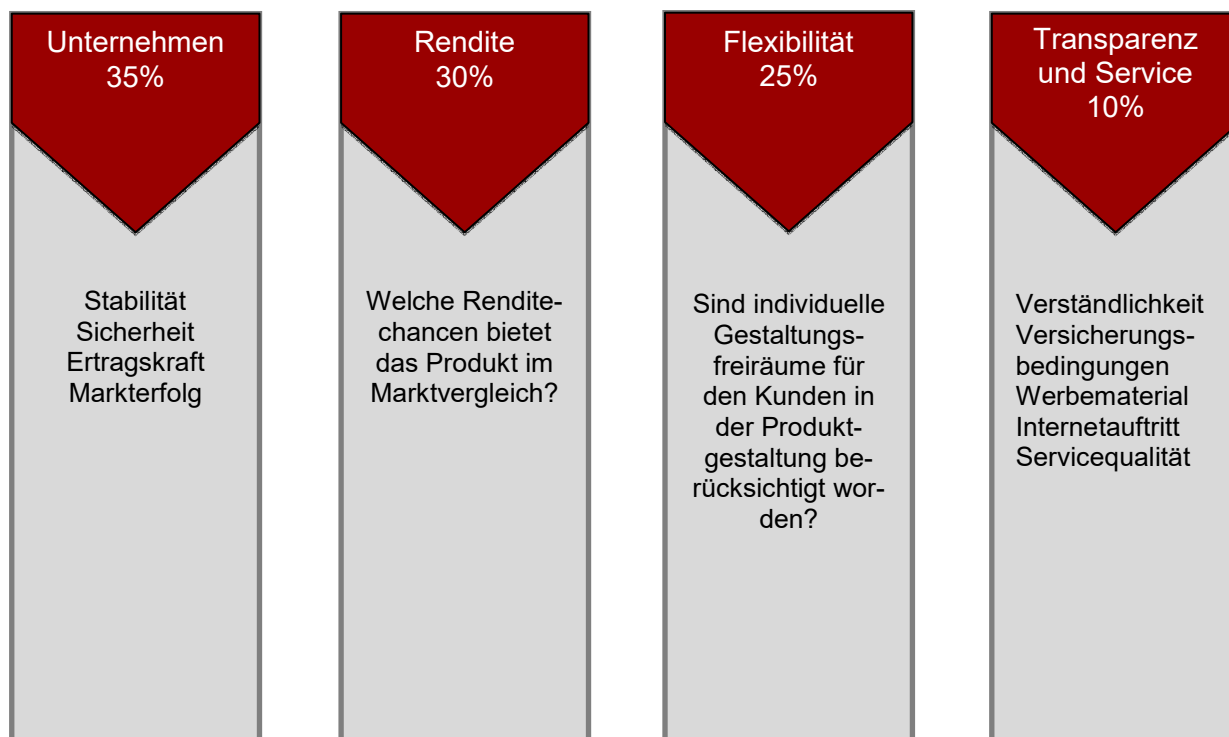 Unternehmen
35%
Stabilität
Sicherheit
Ertragskraft
Markterfolg
Rendite
30%
Welche Rendite-
chancen bietet
das Produkt im
Marktvergleich?
Flexibilität
25%
Sind individuelle
Gestaltungs-
freiräume für
den Kunden in
der Produkt-
gestaltung be-
rücksichtigt wor-
den?
Transparenz
und Service
10%
Verständlichkeit
Versicherungs-
bedingungen
Werbematerial
Internetauftritt
Servicequalität